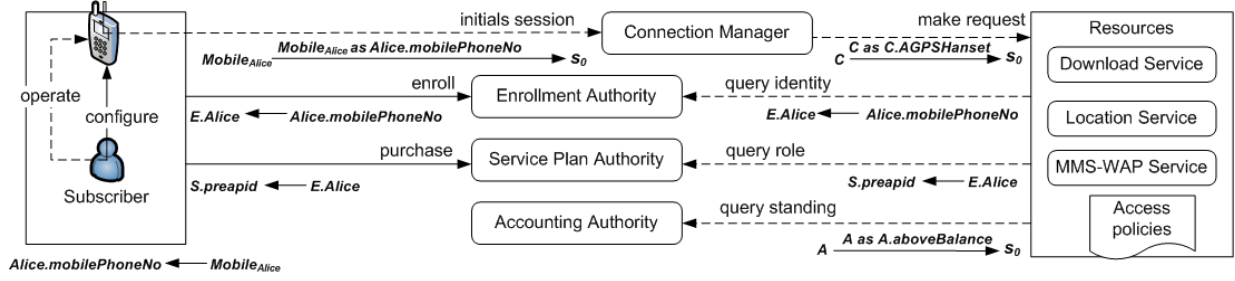 initials session
Connection Manager
make request
Resources
Mobile_Alice as Alice.mobilePhoneNo
Mobile_Alice
s_0
C as C.AGPSHanset
C
s_0
Download Service
operate
enroll
Enrollment Authority
query identity
configure
E.Alice
Alice.mobilePhoneNo
E.Alice
Alice.mobilePhoneNo
Location Service
purchase
Service Plan Authority
query role
MMS-WAP Service
Subscriber
S.preapid
E.Alice
S.preapid
E.Alice
Accounting Authority
query standing
Access
policies
A as A.aboveBalance
A
s_0
Alice.mobilePhoneNo
Mobile_Alice